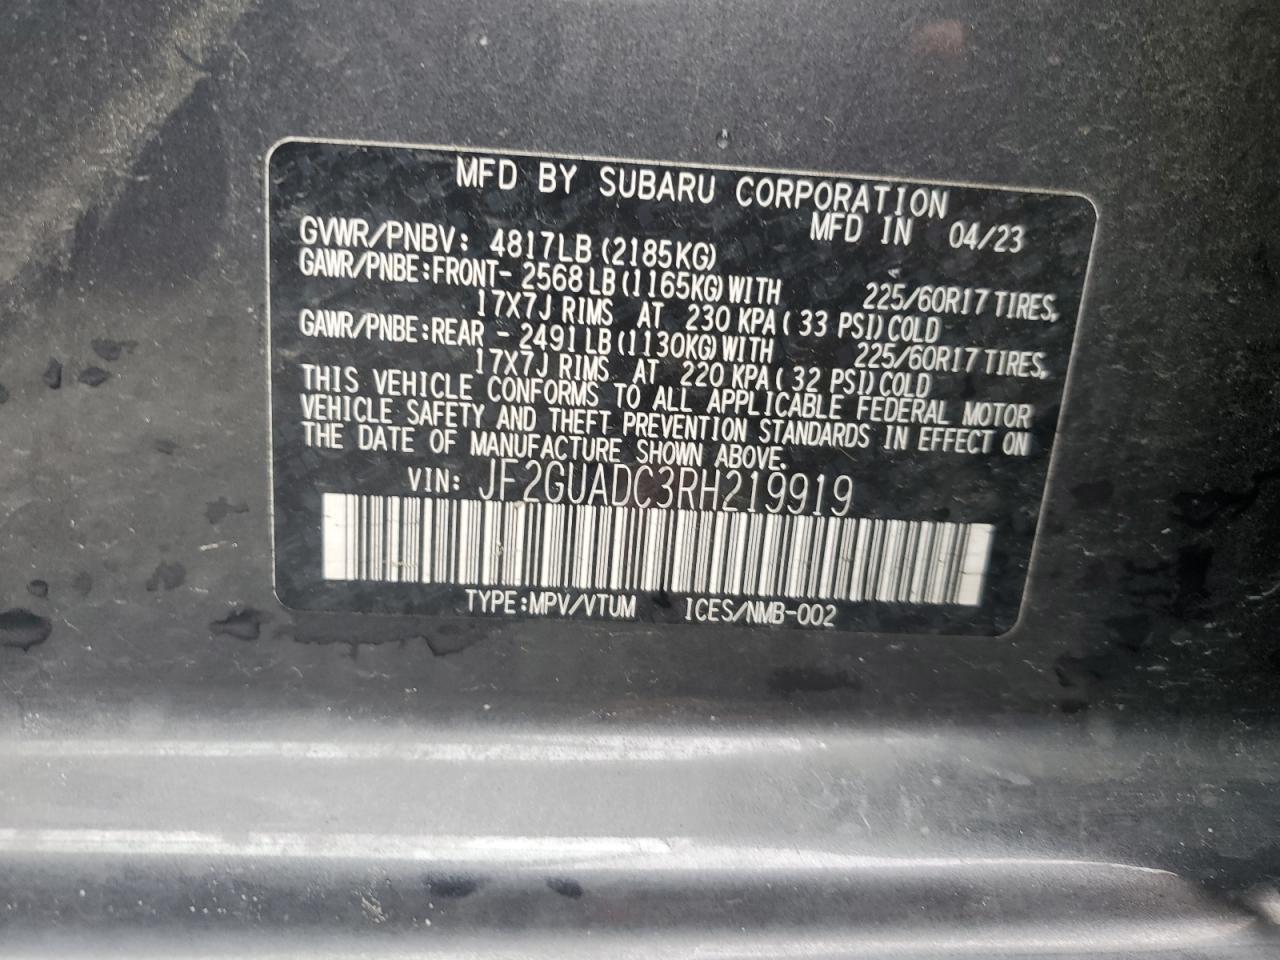 MFD BY SUBARU CORPORATION
MFD IN 04/23
GVWR/PNBV: 4817LB (2185KG)
GAWR/PNBE:FRONT- 2568 LB(1165KG) WITH 225/60R17 TIRES,
17X7J RIMS AT 230 KPA( 33 PSI) COLD
GAWR/PNBE:REAR - 2491 LB(1130KG) WITH 225/60R17 TIRES,
17X7J RIMS AT 220 KPA( 32 PSI) COLD
THIS VEHICLE CONFORMS TO ALL APPLICABLE FEDERAL MOTOR
VEHICLE SAFETY AND THEFT PREVENTION STANDARDS IN EFFECT ON
THE DATE OF MANUFACTURE SHOWN ABOVE.
VIN: JF2GUADC3RH219919
TYPE:MPV/VTUM ICES/NMB-002